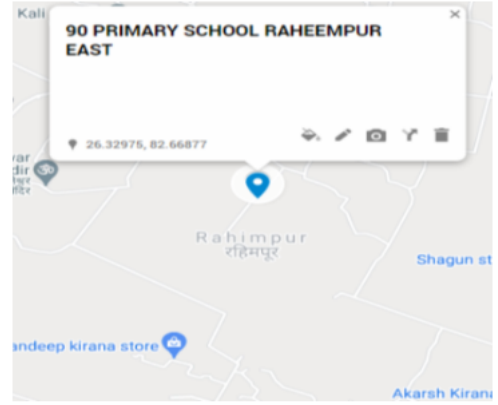 Kali
90 PRIMARY SCHOOL RAHEEMPUR
EAST
26.32975, 82.66877
Rahimpur
रहिमपूर
Shagun st
andeep kirana store
Akarsh Kirana